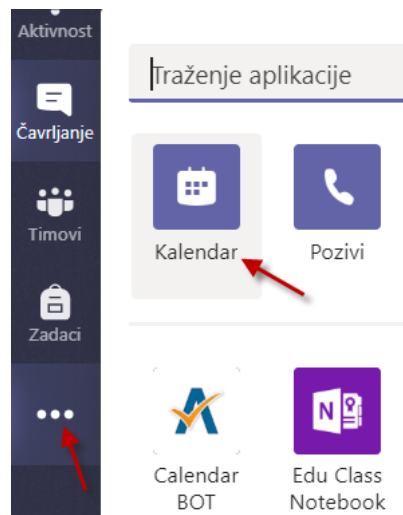 Aktivnost
Čavrljanje
Timovi
Zadaci
Traženje aplikacije
Kalendar
Pozivi
Calendar
BOT
Edu Class
Notebook